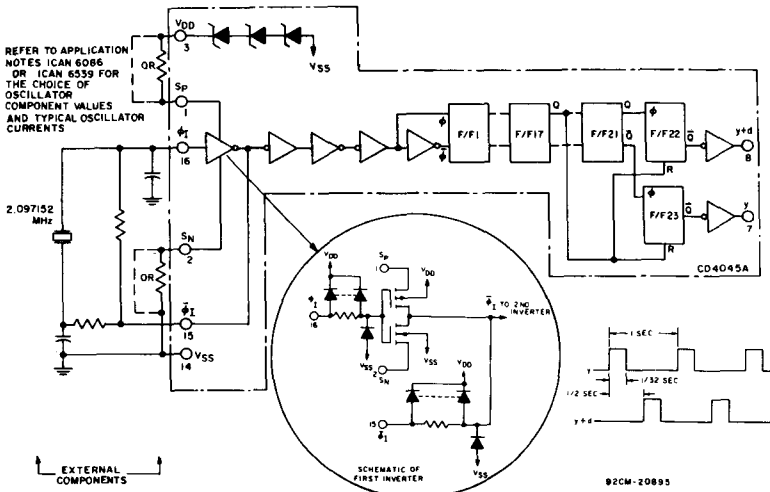 REFER TO APPLICATION
NOTES ICAN 6086
OR ICAN 6539 FOR
THE CHOICE OF
OSCILLATOR
COMPONENT VALUES
AND TYPICAL OSCILLATOR
CURRENTS
VDD
3
VSS
OR
SP
1
ϕI
16
2.097152
MHz
SN
2
OR
ϕ̅I
15
VSS
14
ϕ
ϕ̅
F/F1
F/F17
Q
F/F21
Q
Q̅
ϕ
F/F22
Q̅
R
y+d
8
ϕ
F/F23
Q̅
R
y
7
CD4045A
SP
1
VDD
VDD
ϕI
16
VSS
VSS
2
SN
ϕ̅I TO 2ND
INVERTER
VDD
15
ϕ̅I
VSS
SCHEMATIC OF
FIRST INVERTER
1 SEC
y
1/32 SEC
1/2 SEC
y+d
EXTERNAL
COMPONENTS
92CM-20895